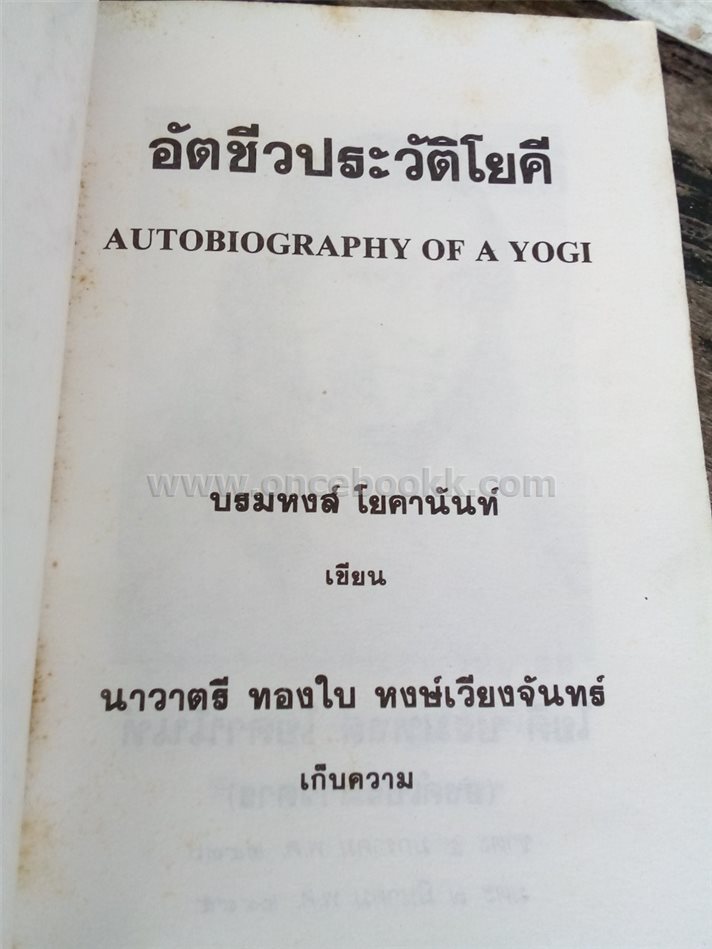 อัตชีวประวัติโยคี
AUTOBIOGRAPHY OF A YOGI
www.oncebookk.com
บรมหงส์ โยคานันท์
เขียน
นาวาตรี ทองใบ หงษ์เวียงจันทร์
เก็บความ